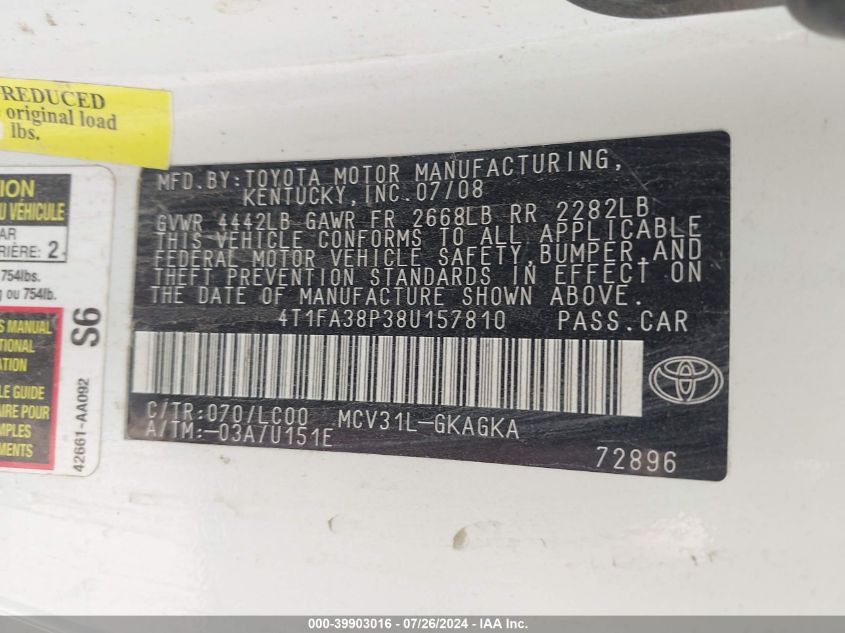 REDUCED
original load
lbs.
MFD.BY:TOYOTA MOTOR MANUFACTURING,
KENTUCKY, INC.07/08
GVWR 4442LB GAWR FR 2668LB RR 2282LB
THIS VEHICLE CONFORMS TO ALL APPLICABLE
FEDERAL MOTOR VEHICLE SAFETY,BUMPER,AND
THEFT PREVENTION STANDARDS IN EFFECT ON
THE DATE OF MANUFACTURE SHOWN ABOVE.
4T1FA38P38U157810 PASS.CAR
C/TR:070/LC00 MCV31L-GKAGKA
A/TM:-03A/U151E
72896
TION
U VÉHICULE
AR
RIÈRE: 2
754lbs.
ou 754lb.
S MANUAL
TIONAL
ATION
LE GUIDE
AIRE POUR
MPLES
MENTS
S6
42661-AA092
000-39903016 - 07/26/2024 - IAA Inc.